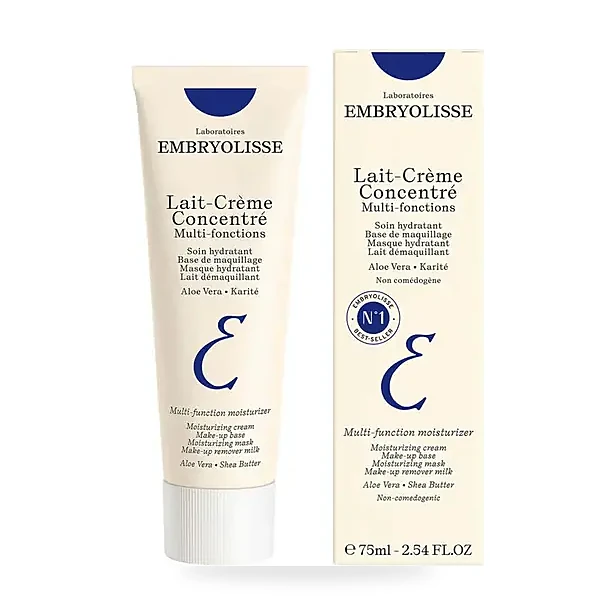 Laboratoires
EMBRYOLISSE
Lait-Crème
Concentré
Multi-fonctions
Soin hydratant
Base de maquillage
Masque hydratant
Lait démaquillant
Aloe Vera • Karité
ε
Multi-function moisturizer
Moisturizing cream
Make-up base
Moisturizing mask
Make-up remover milk
Aloe Vera • Shea Butter
Laboratoires
EMBRYOLISSE
Lait-Crème
Concentré
Multi-fonctions
Soin hydratant
Base de maquillage
Masque hydratant
Lait démaquillant
Aloe Vera • Karité
Non comédogène
EMBRYOLISSE
N°1
BEST-SELLER
ε
Multi-function moisturizer
Moisturizing cream
Make-up base
Moisturizing mask
Make-up remover milk
Aloe Vera • Shea Butter
Non-comedogenic
℮ 75ml - 2.54 FL.OZ